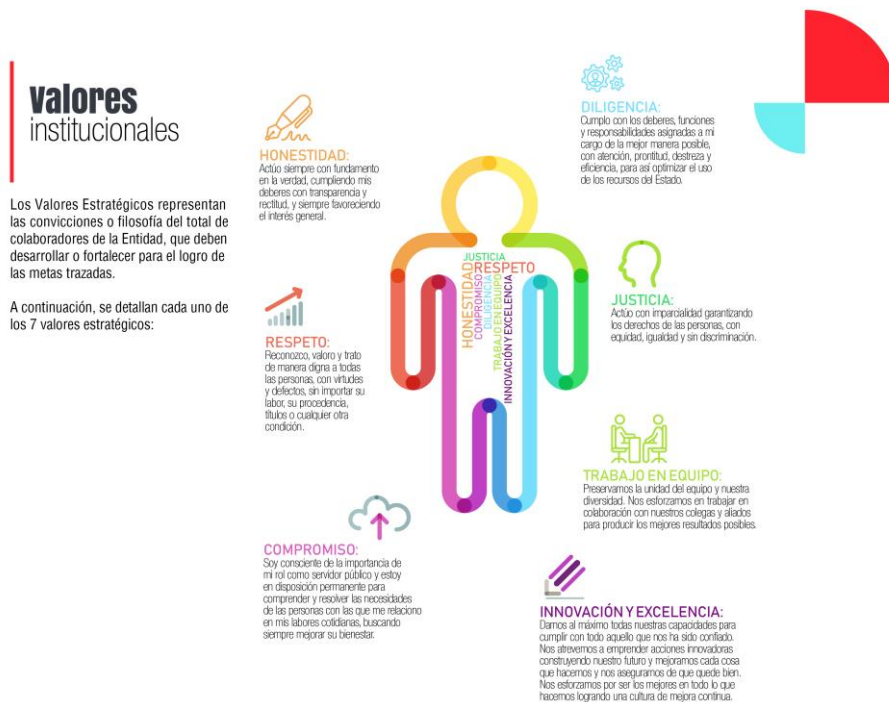 valores
institucionales
Los Valores Estratégicos representan
las convicciones o filosofía del total de
colaboradores de la Entidad, que deben
desarrollar o fortalecer para el logro de
las metas trazadas.
A continuación, se detallan cada uno de
los 7 valores estratégicos:
HONESTIDAD:
Actúo siempre con fundamento
en la verdad, cumpliendo mis
deberes con transparencia y
rectitud, y siempre favoreciendo
el interés general.
RESPETO:
Reconozco, valoro y trato
de manera digna a todas
las personas, con virtudes
y defectos, sin importar su
labor, su procedencia,
títulos o cualquier otra
condición.
COMPROMISO:
Soy consciente de la importancia de
mi rol como servidor público y estoy
en disposición permanente para
comprender y resolver las necesidades
de las personas con las que me relaciono
en mis labores cotidianas, buscando
siempre mejorar su bienestar.
JUSTICIA
RESPETO
HONESTIDAD
COMPROMISO
DILIGENCIA
TRABAJO EN EQUIPO
INNOVACIÓN Y EXCELENCIA
DILIGENCIA:
Cumplo con los deberes, funciones
y responsabilidades asignadas a mi
cargo de la mejor manera posible,
con atención, prontitud, destreza y
eficiencia, para así optimizar el uso
de los recursos del Estado.
JUSTICIA:
Actúo con imparcialidad garantizando
los derechos de las personas, con
equidad, igualdad y sin discriminación.
TRABAJO EN EQUIPO:
Preservamos la unidad del equipo y nuestra
diversidad. Nos esforzamos en trabajar en
colaboración con nuestros colegas y aliados
para producir los mejores resultados posibles.
INNOVACIÓN Y EXCELENCIA:
Damos al máximo todas nuestras capacidades para
cumplir con todo aquello que nos ha sido confiado.
Nos atrevemos a emprender acciones innovadoras
construyendo nuestro futuro y mejoramos cada cosa
que hacemos y nos aseguramos de que quede bien.
Nos esforzamos por ser los mejores en todo lo que
hacemos logrando una cultura de mejora continua.